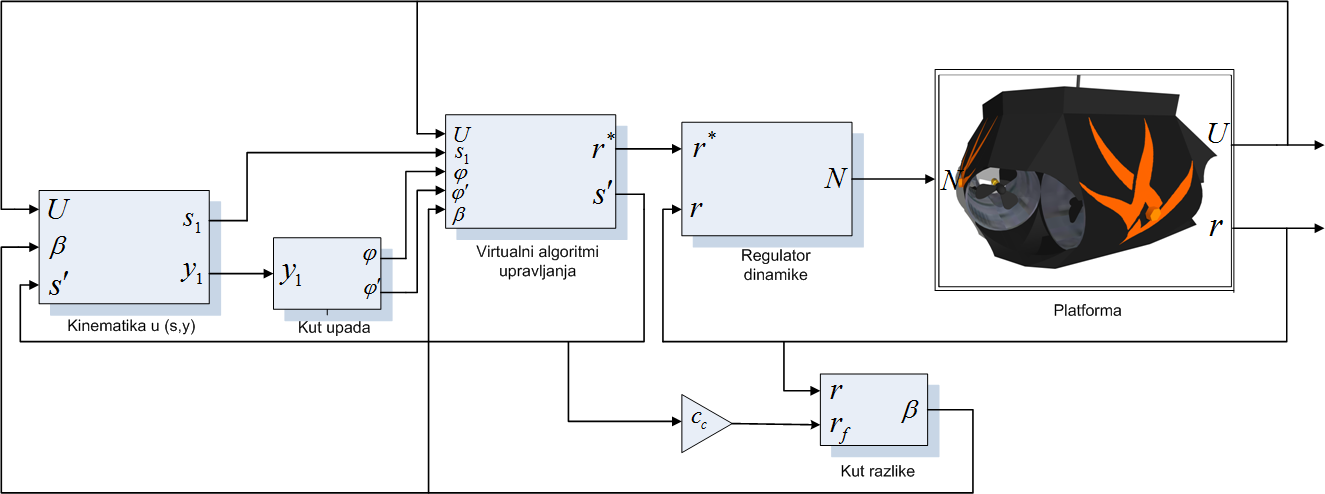 U
β
s′
s₁
y₁
Kinematika u (s,y)
y₁
φ
φ′
Kut upada
U
s₁
φ
φ′
β
r*
s′
Virtualni algoritmi
upravljanja
r*
r
N
Regulator
dinamike
N
U
r
Platforma
c_c
r
r_f
β
Kut razlike